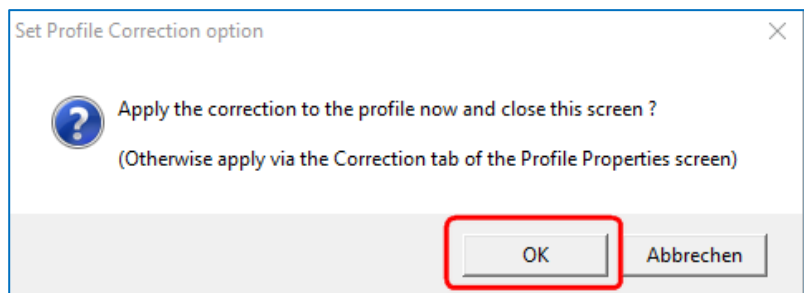 Set Profile Correction option
Apply the correction to the profile now and close this screen ?
(Otherwise apply via the Correction tab of the Profile Properties screen)
OK
Abbrechen